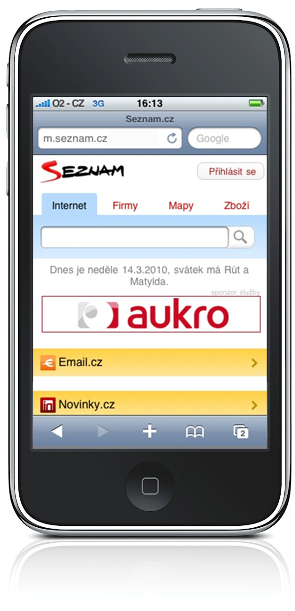 O2 - CZ 3G 16:13
Seznam.cz
m.seznam.cz Google
SEZNAM Přihlásit se
Internet Firmy Mapy Zboží
Dnes je neděle 14.3.2010, svátek má Rút a
Matylda.
sponzor služby
aukro
e Email.cz
in Novinky.cz
2